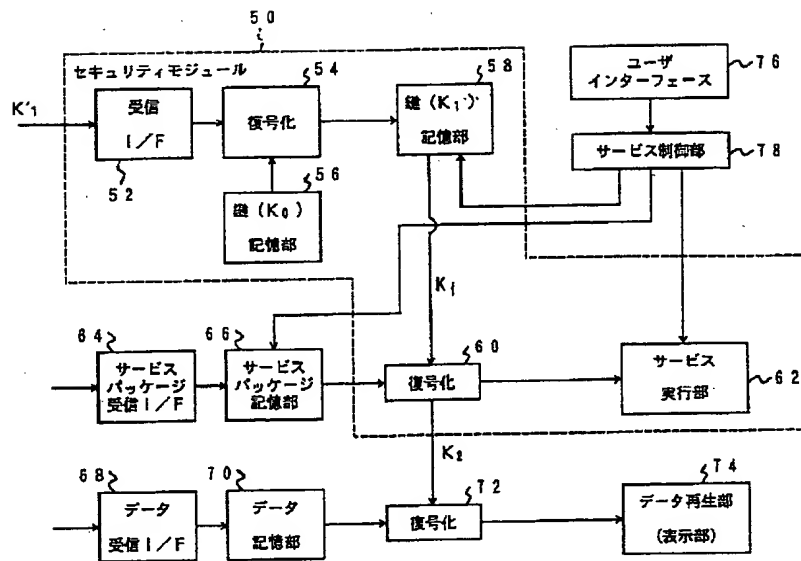 50
セキュリティモジュール
K'1
受信
I/F
52
54
復号化
56
鍵(K0)
記憶部
58
鍵(K1')
記憶部
ユーザ
インターフェース
76
サービス制御部
78
K1
64
サービス
パッケージ
受信I/F
66
サービス
パッケージ
記憶部
60
復号化
サービス
実行部
62
K2
68
データ
受信I/F
70
データ
記憶部
72
復号化
74
データ再生部
(表示部)